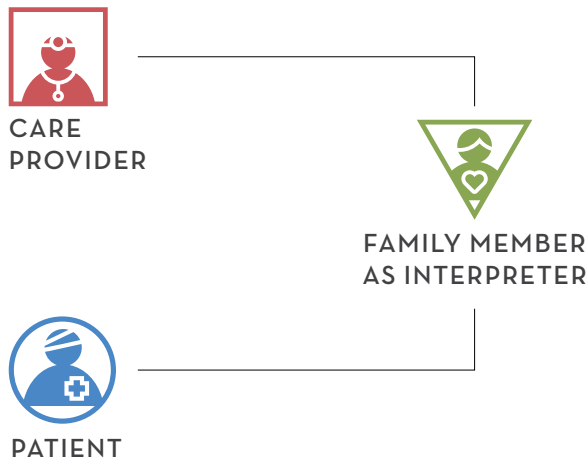 CARE
PROVIDER
FAMILY MEMBER
AS INTERPRETER
PATIENT